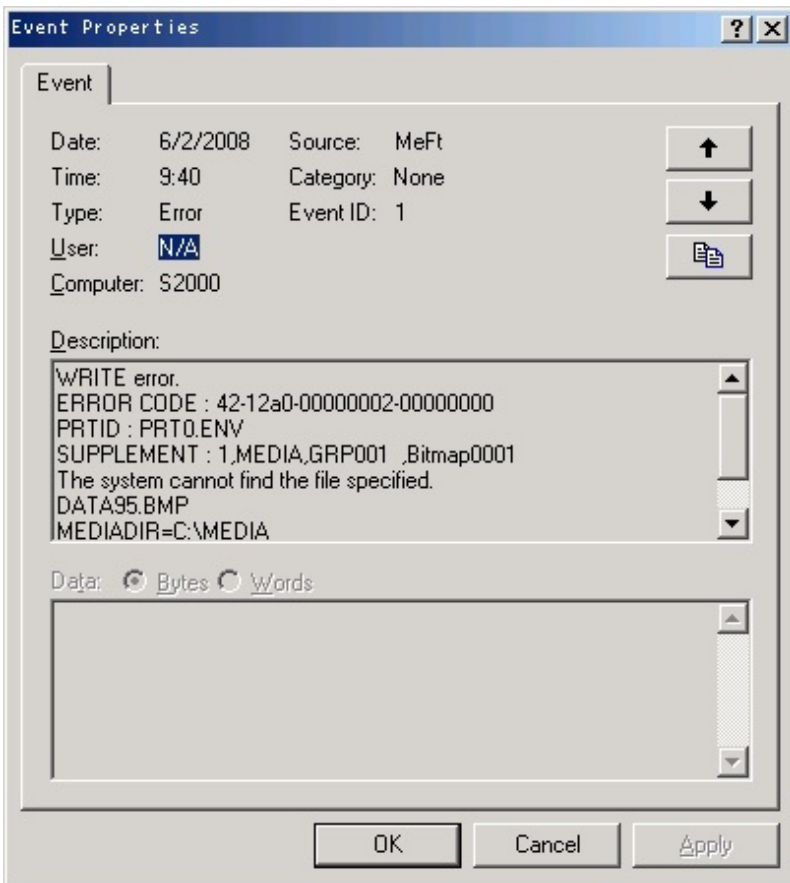 Event Properties
Event
Date: 6/2/2008 Source: MeFt
Time: 9:40 Category: None
Type: Error Event ID: 1
User: N/A
Computer: S2000
Description:
WRITE error.
ERROR CODE : 42-12a0-00000002-00000000
PRTID : PRT0.ENV
SUPPLEMENT : 1,MEDIA,GRP001 ,Bitmap0001
The system cannot find the file specified.
DATA95.BMP
MEDIADIR=C:\MEDIA
Data: Bytes Words
OK Cancel Apply